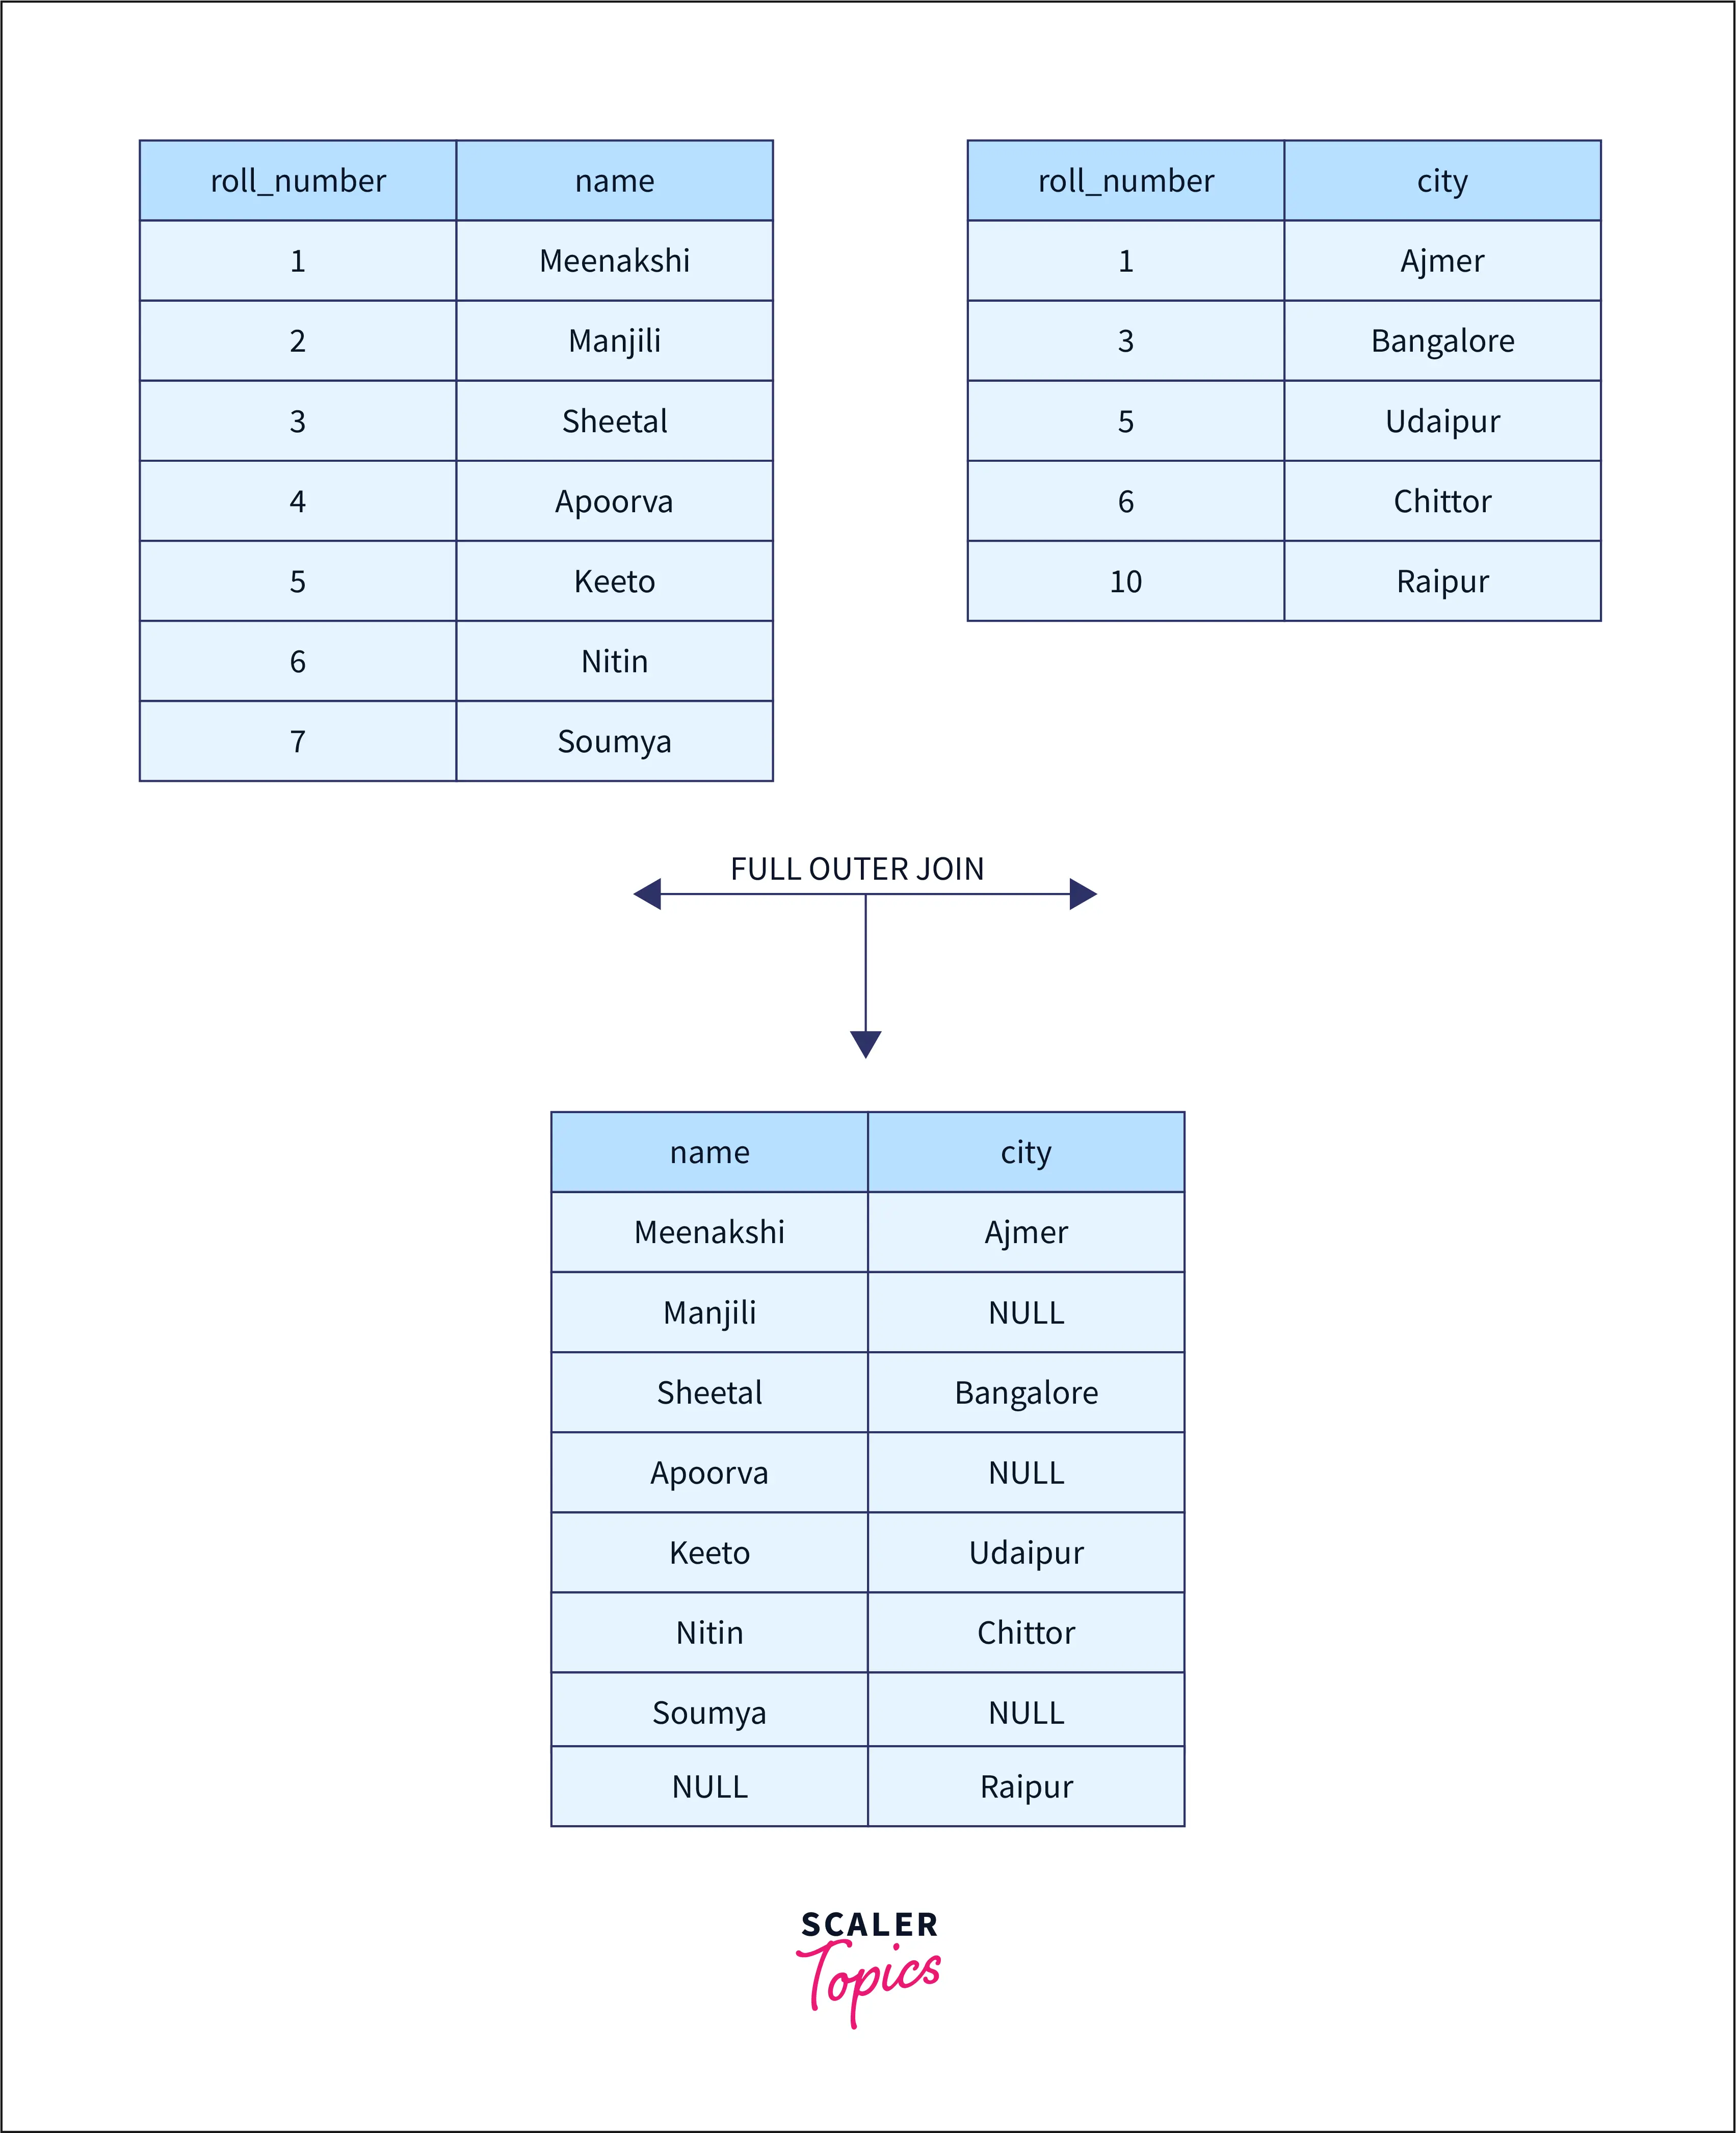 roll_number name
1 Meenakshi
2 Manjili
3 Sheetal
4 Apoorva
5 Keeto
6 Nitin
7 Soumya
roll_number city
1 Ajmer
3 Bangalore
5 Udaipur
6 Chittor
10 Raipur
FULL OUTER JOIN
name city
Meenakshi Ajmer
Manjili NULL
Sheetal Bangalore
Apoorva NULL
Keeto Udaipur
Nitin Chittor
Soumya NULL
NULL Raipur
SCALER
Topics